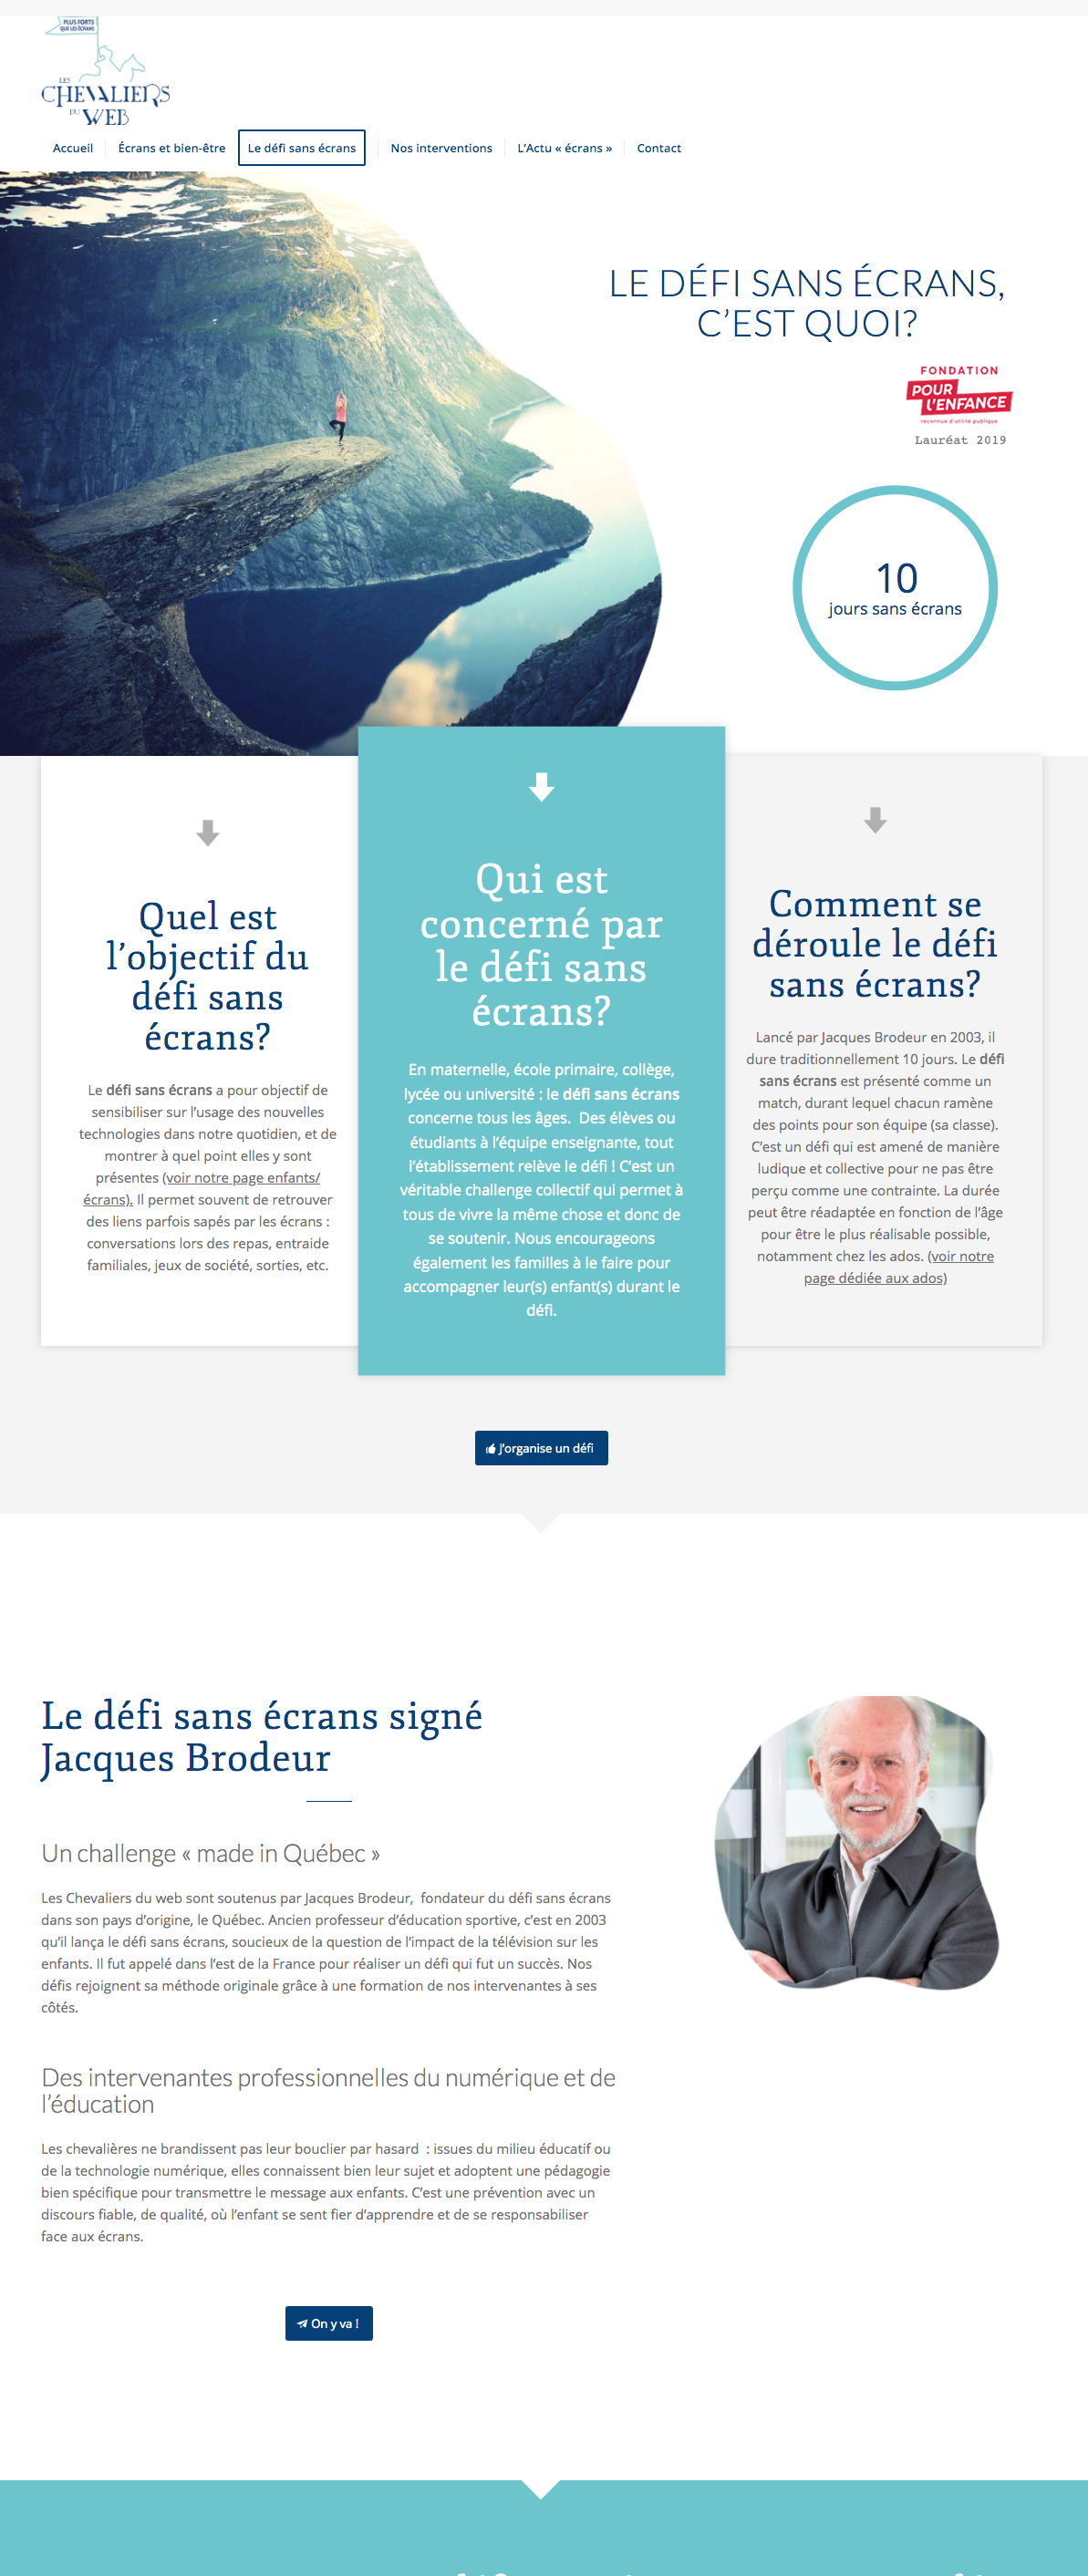 PLUS FORTS
QUE LES ÉCRANS
LES
CHEVALIERS
DU WEB
Accueil
Écrans et bien-être
Le défi sans écrans
Nos interventions
L'Actu « écrans »
Contact
LE DÉFI SANS ÉCRANS,
C'EST QUOI?
FONDATION
POUR
L'ENFANCE
reconnue d'utilité publique
Lauréat 2019
10
jours sans écrans
Quel est
l'objectif du
défi sans
écrans?
Le défi sans écrans a pour objectif de
sensibiliser sur l'usage des nouvelles
technologies dans notre quotidien, et de
montrer à quel point elles y sont
présentes (voir notre page enfants/
écrans). Il permet souvent de retrouver
des liens parfois sapés par les écrans :
conversations lors des repas, entraide
familiales, jeux de société, sorties, etc.
Qui est
concerné par
le défi sans
écrans?
En maternelle, école primaire, collège,
lycée ou université : le défi sans écrans
concerne tous les âges.  Des élèves ou
étudiants à l'équipe enseignante, tout
l'établissement relève le défi ! C'est un
véritable challenge collectif qui permet à
tous de vivre la même chose et donc de
se soutenir. Nous encourageons
également les familles à le faire pour
accompagner leur(s) enfant(s) durant le
défi.
Comment se
déroule le défi
sans écrans?
Lancé par Jacques Brodeur en 2003, il
dure traditionnellement 10 jours. Le défi
sans écrans est présenté comme un
match, durant lequel chacun ramène
des points pour son équipe (sa classe).
C'est un défi qui est amené de manière
ludique et collective pour ne pas être
perçu comme une contrainte. La durée
peut être réadaptée en fonction de l'âge
pour être le plus réalisable possible,
notamment chez les ados. (voir notre
page dédiée aux ados)
J'organise un défi
Le défi sans écrans signé
Jacques Brodeur
Un challenge « made in Québec »
Les Chevaliers du web sont soutenus par Jacques Brodeur,  fondateur du défi sans écrans
dans son pays d'origine, le Québec. Ancien professeur d'éducation sportive, c'est en 2003
qu'il lança le défi sans écrans, soucieux de la question de l'impact de la télévision sur les
enfants. Il fut appelé dans l'est de la France pour réaliser un défi qui fut un succès. Nos
défis rejoignent sa méthode originale grâce à une formation de nos intervenantes à ses
côtés.
Des intervenantes professionnelles du numérique et de
l'éducation
Les chevalières ne brandissent pas leur bouclier par hasard  : issues du milieu éducatif ou
de la technologie numérique, elles connaissent bien leur sujet et adoptent une pédagogie
bien spécifique pour transmettre le message aux enfants. C'est une prévention avec un
discours fiable, de qualité, où l'enfant se sent fier d'apprendre et de se responsabiliser
face aux écrans.
On y va !